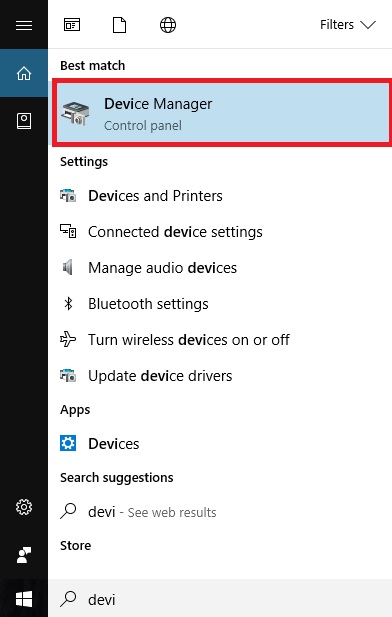 Filters
Best match
Device Manager
Control panel
Settings
Devices and Printers
Connected device settings
Manage audio devices
Bluetooth settings
Turn wireless devices on or off
Update device drivers
Apps
Devices
Search suggestions
devi - See web results
Store
devi